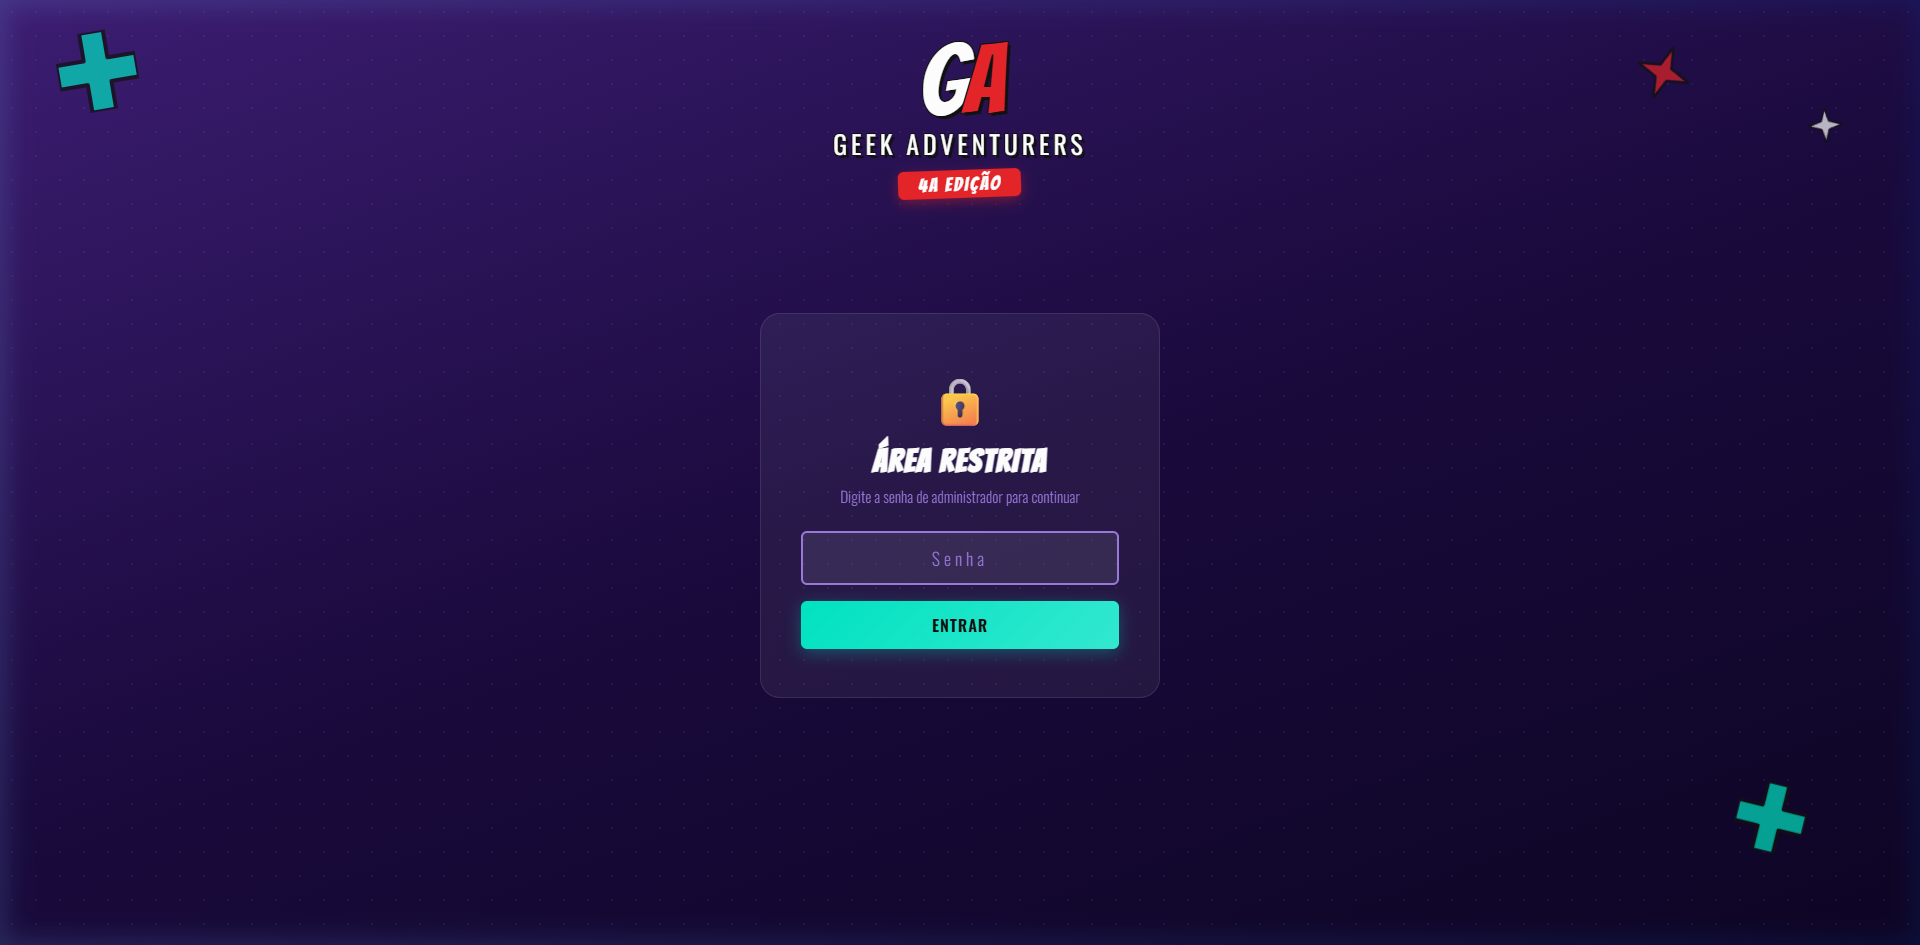 GA
GEEK ADVENTURERS
4A EDIÇÃO
ÁREA RESTRITA
Digite a senha de administrador para continuar
Senha
ENTRAR